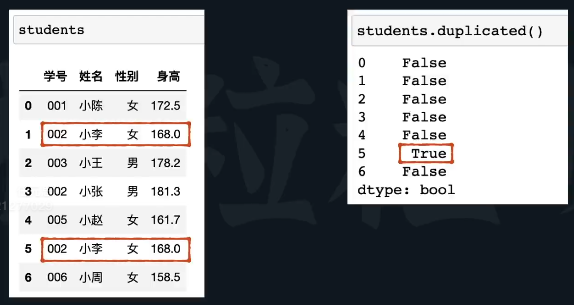 students
学号 姓名 性别 身高
0 001 小陈 女 172.5
1 002 小李 女 168.0
2 003 小王 男 178.2
3 002 小张 男 181.3
4 005 小赵 女 161.7
5 002 小李 女 168.0
6 006 小周 女 158.5
students.duplicated()
0 False
1 False
2 False
3 False
4 False
5 True
6 False
dtype: bool